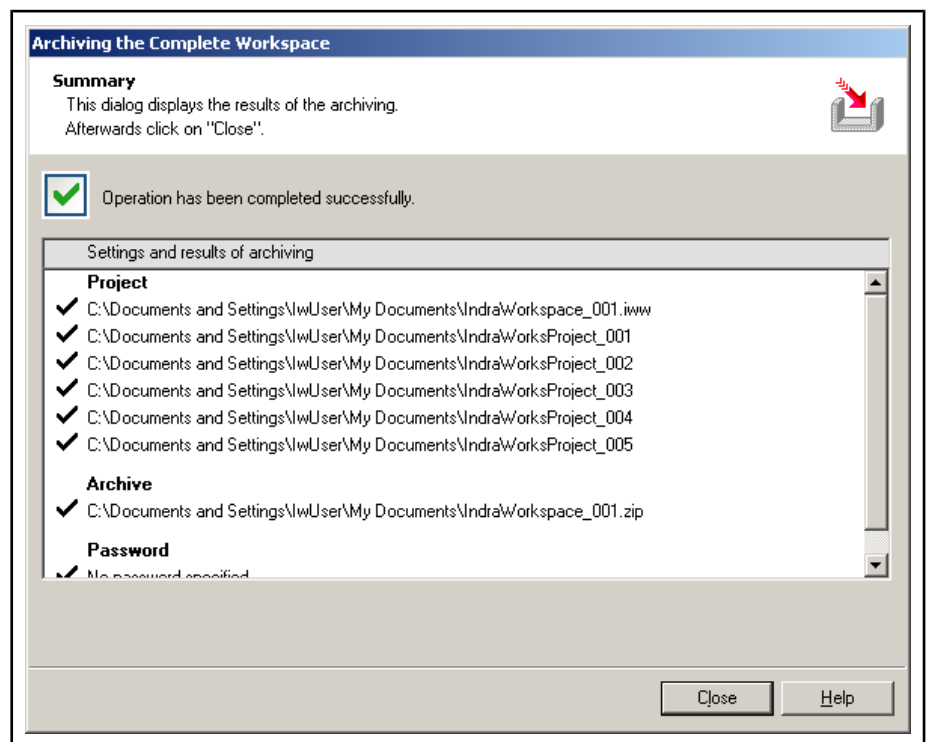 Archiving the Complete Workspace
Summary
This dialog displays the results of the archiving.
Afterwards click on "Close".
Operation has been completed successfully.
Settings and results of archiving
Project
C:\Documents and Settings\IwUser\My Documents\IndraWorkspace_001.iww
C:\Documents and Settings\IwUser\My Documents\IndraWorksProject_001
C:\Documents and Settings\IwUser\My Documents\IndraWorksProject_002
C:\Documents and Settings\IwUser\My Documents\IndraWorksProject_003
C:\Documents and Settings\IwUser\My Documents\IndraWorksProject_004
C:\Documents and Settings\IwUser\My Documents\IndraWorksProject_005
Archive
C:\Documents and Settings\IwUser\My Documents\IndraWorkspace_001.zip
Password
No password specified
Close Help